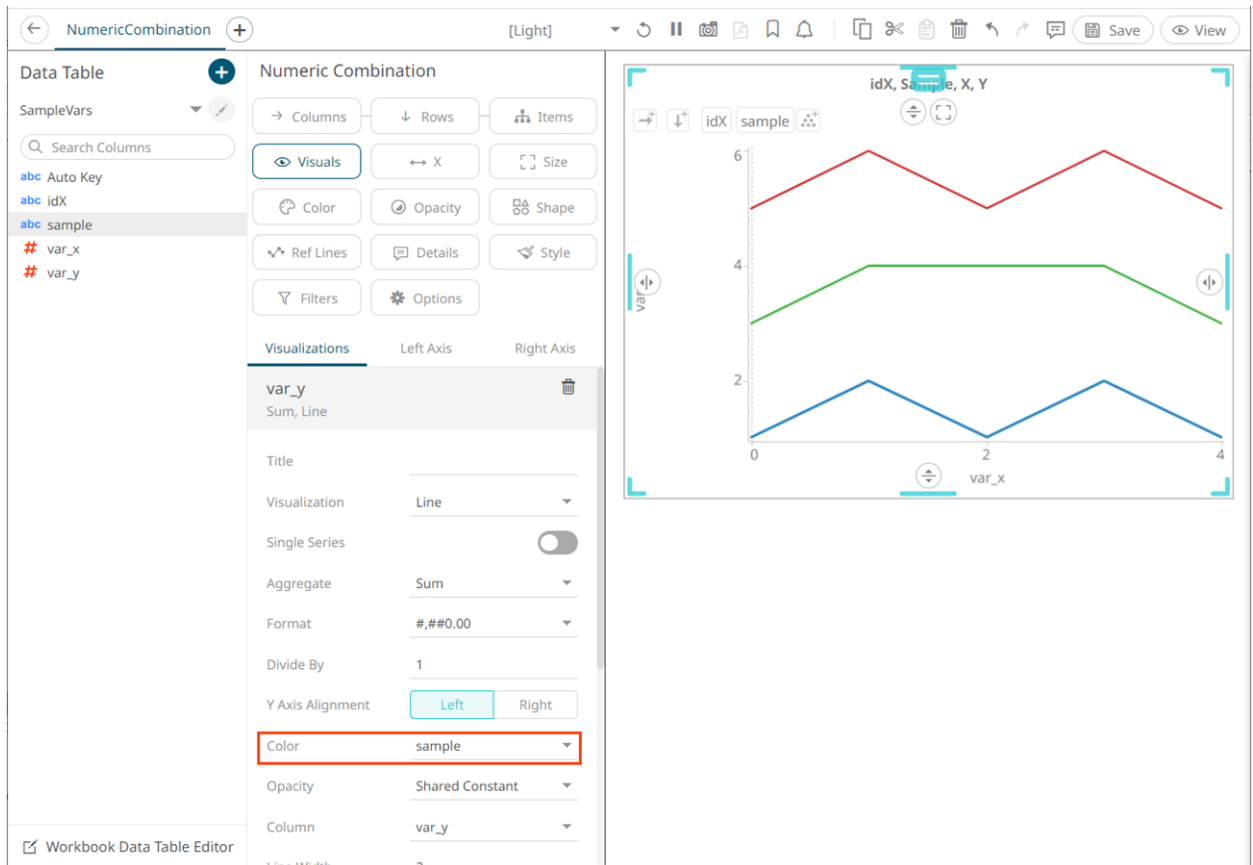 NumericCombination
[Light]
Save
View
Data Table
SampleVars
Search Columns
abc Auto Key
abc idX
abc sample
# var_x
# var_y
Workbook Data Table Editor
Numeric Combination
Columns
Rows
Items
Visuals
X
Size
Color
Opacity
Shape
Ref Lines
Details
Style
Filters
Options
Visualizations
Left Axis
Right Axis
var_y
Sum, Line
Title
Visualization Line
Single Series
Aggregate Sum
Format #,##0.00
Divide By 1
Y Axis Alignment Left Right
Color sample
Opacity Shared Constant
Column var_y
idX, Sample, X, Y
idX
sample
6
4
2
var
0
2
4
var_x